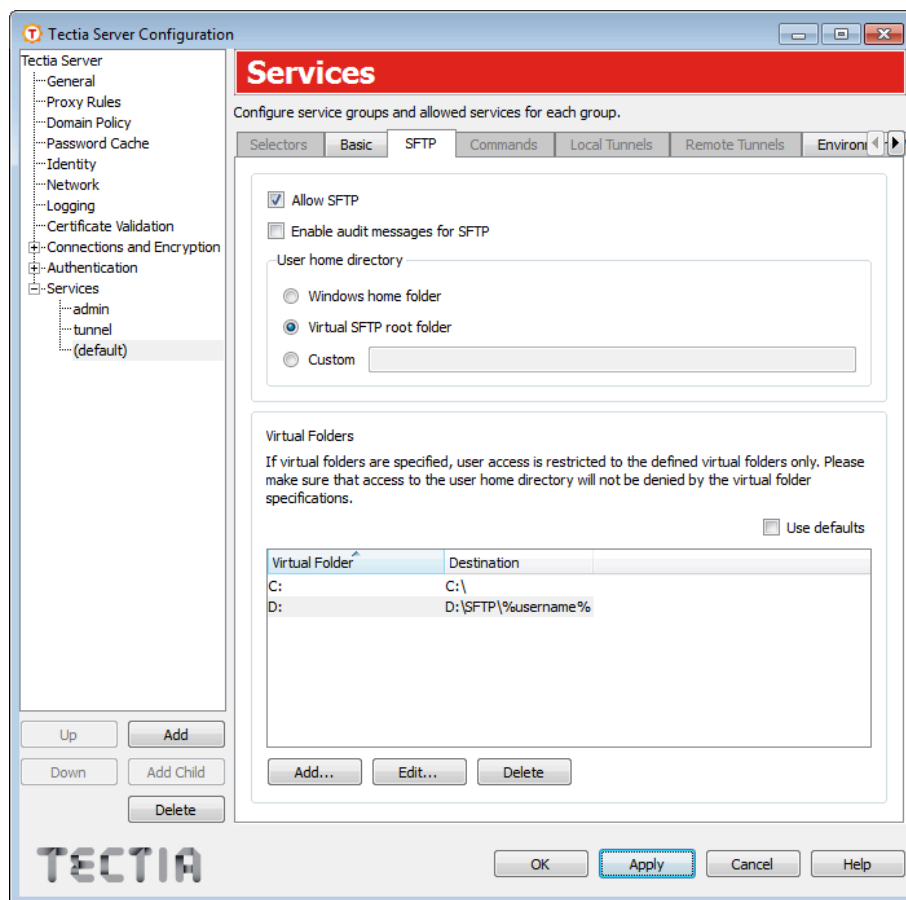 Tectia Server Configuration
Tectia Server
General
Proxy Rules
Domain Policy
Password Cache
Identity
Network
Logging
Certificate Validation
Connections and Encryption
Authentication
Services
admin
tunnel
(default)
Up
Add
Down
Add Child
Delete
TECTIA
Services
Configure service groups and allowed services for each group.
Selectors
Basic
SFTP
Commands
Local Tunnels
Remote Tunnels
Allow SFTP
Enable audit messages for SFTP
User home directory
Windows home folder
Virtual SFTP root folder
Custom
Virtual Folders
If virtual folders are specified, user access is restricted to the defined virtual folders only. Please
make sure that access to the user home directory will not be denied by the virtual folder
specifications.
Use defaults
Virtual Folder Destination
C: C:\
D: D:\SFTP\%username%
Add...
Edit...
Delete
OK
Apply
Cancel
Help